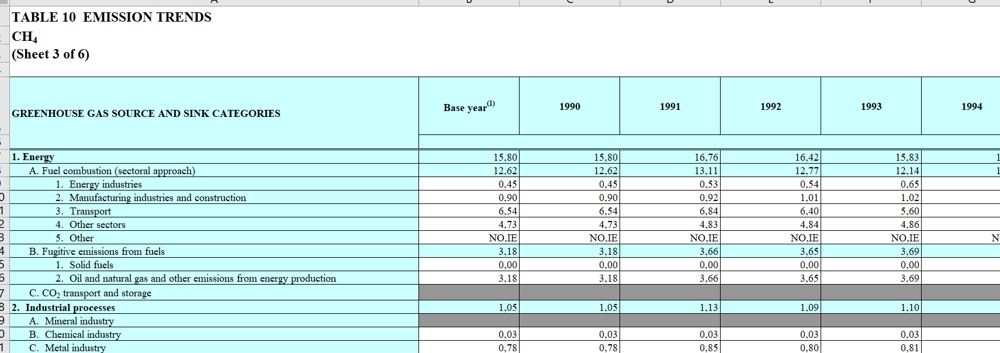 TABLE 10 EMISSION TRENDS
CH₄
(Sheet 3 of 6)
GREENHOUSE GAS SOURCE AND SINK CATEGORIES Base year⁽¹⁾ 1990 1991 1992 1993 1994
1. Energy 15,80 15,80 16,76 16,42 15,83
A. Fuel combustion (sectoral approach) 12,62 12,62 13,11 12,77 12,14
1. Energy industries 0,45 0,45 0,53 0,54 0,65
2. Manufacturing industries and construction 0,90 0,90 0,92 1,01 1,02
3. Transport 6,54 6,54 6,84 6,40 5,60
4. Other sectors 4,73 4,73 4,83 4,84 4,86
5. Other NO,IE NO,IE NO,IE NO,IE NO,IE
B. Fugitive emissions from fuels 3,18 3,18 3,66 3,65 3,69
1. Solid fuels 0,00 0,00 0,00 0,00 0,00
2. Oil and natural gas and other emissions from energy production 3,18 3,18 3,66 3,65 3,69
C. CO₂ transport and storage
2. Industrial processes 1,05 1,05 1,13 1,09 1,10
A. Mineral industry
B. Chemical industry 0,03 0,03 0,03 0,03 0,03
C. Metal industry 0,78 0,78 0,85 0,80 0,81